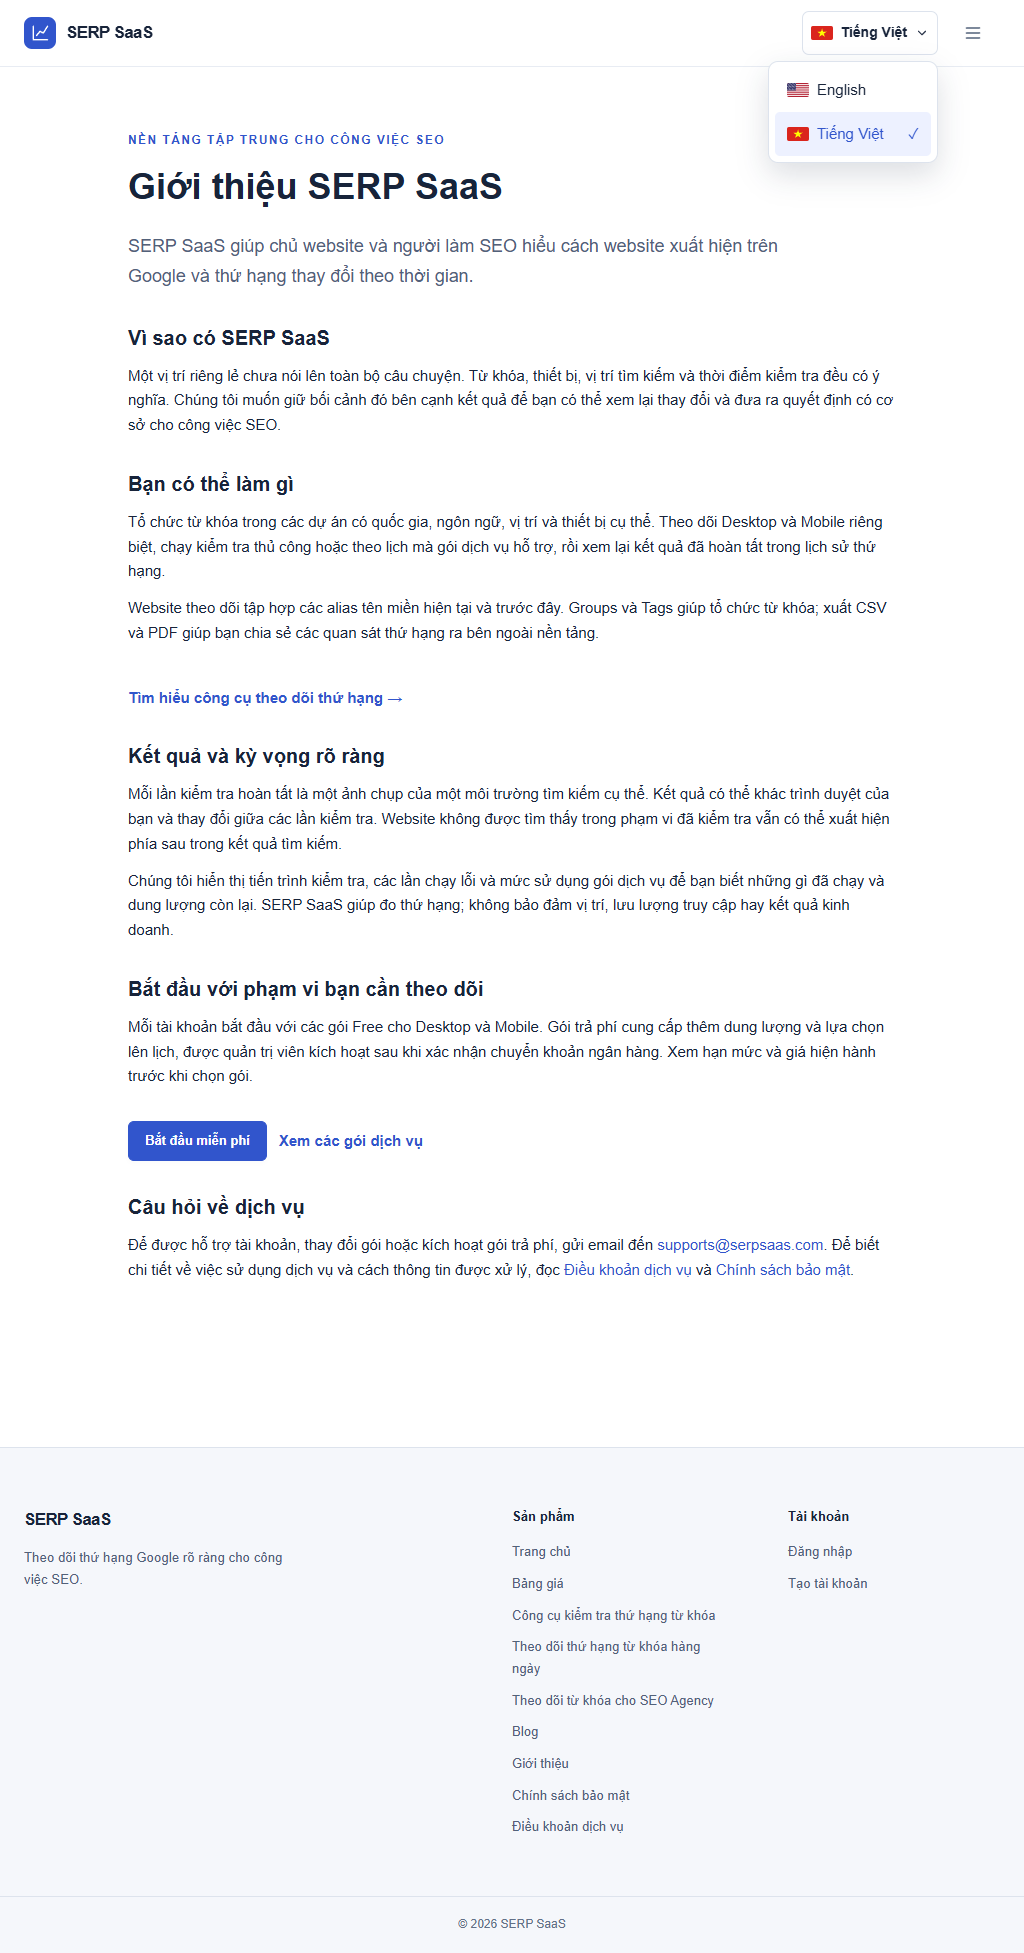 SERP SaaS
Tiếng Việt
English
Tiếng Việt
NỀN TẢNG TẬP TRUNG CHO CÔNG VIỆC SEO
Giới thiệu SERP SaaS
SERP SaaS giúp chủ website và người làm SEO hiểu cách website xuất hiện trên
Google và thứ hạng thay đổi theo thời gian.
Vì sao có SERP SaaS
Một vị trí riêng lẻ chưa nói lên toàn bộ câu chuyện. Từ khóa, thiết bị, vị trí tìm kiếm và thời điểm kiểm tra đều có ý
nghĩa. Chúng tôi muốn giữ bối cảnh đó bên cạnh kết quả để bạn có thể xem lại thay đổi và đưa ra quyết định có cơ
sở cho công việc SEO.
Bạn có thể làm gì
Tổ chức từ khóa trong các dự án có quốc gia, ngôn ngữ, vị trí và thiết bị cụ thể. Theo dõi Desktop và Mobile riêng
biệt, chạy kiểm tra thủ công hoặc theo lịch mà gói dịch vụ hỗ trợ, rồi xem lại kết quả đã hoàn tất trong lịch sử thứ
hạng.
Website theo dõi tập hợp các alias tên miền hiện tại và trước đây. Groups và Tags giúp tổ chức từ khóa; xuất CSV
và PDF giúp bạn chia sẻ các quan sát thứ hạng ra bên ngoài nền tảng.
Tìm hiểu công cụ theo dõi thứ hạng →
Kết quả và kỳ vọng rõ ràng
Mỗi lần kiểm tra hoàn tất là một ảnh chụp của một môi trường tìm kiếm cụ thể. Kết quả có thể khác trình duyệt của
bạn và thay đổi giữa các lần kiểm tra. Website không được tìm thấy trong phạm vi đã kiểm tra vẫn có thể xuất hiện
phía sau trong kết quả tìm kiếm.
Chúng tôi hiển thị tiến trình kiểm tra, các lần chạy lỗi và mức sử dụng gói dịch vụ để bạn biết những gì đã chạy và
dung lượng còn lại. SERP SaaS giúp đo thứ hạng; không bảo đảm vị trí, lưu lượng truy cập hay kết quả kinh
doanh.
Bắt đầu với phạm vi bạn cần theo dõi
Mỗi tài khoản bắt đầu với các gói Free cho Desktop và Mobile. Gói trả phí cung cấp thêm dung lượng và lựa chọn
lên lịch, được quản trị viên kích hoạt sau khi xác nhận chuyển khoản ngân hàng. Xem hạn mức và giá hiện hành
trước khi chọn gói.
Bắt đầu miễn phí
Xem các gói dịch vụ
Câu hỏi về dịch vụ
Để được hỗ trợ tài khoản, thay đổi gói hoặc kích hoạt gói trả phí, gửi email đến supports@serpsaas.com. Để biết
chi tiết về việc sử dụng dịch vụ và cách thông tin được xử lý, đọc Điều khoản dịch vụ và Chính sách bảo mật.
SERP SaaS
Theo dõi thứ hạng Google rõ ràng cho công
việc SEO.
Sản phẩm
Trang chủ
Bảng giá
Công cụ kiểm tra thứ hạng từ khóa
Theo dõi thứ hạng từ khóa hàng
ngày
Theo dõi từ khóa cho SEO Agency
Blog
Giới thiệu
Chính sách bảo mật
Điều khoản dịch vụ
Tài khoản
Đăng nhập
Tạo tài khoản
© 2026 SERP SaaS